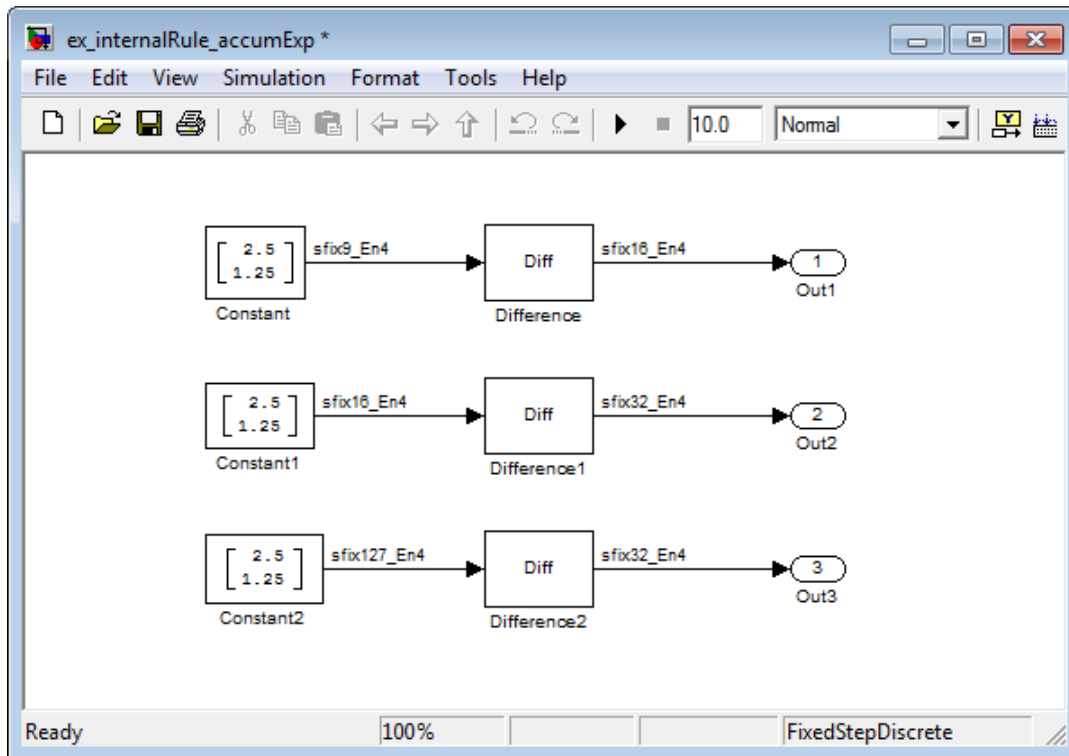 ex_internalRule_accumExp *
File Edit View Simulation Format Tools Help
10.0 Normal
2.5 sfix9_En4 Diff sfix16_En4 1
1.25
Constant Difference Out1
2.5 sfix16_En4 Diff sfix32_En4 2
1.25
Constant1 Difference1 Out2
2.5 sfix127_En4 Diff sfix32_En4 3
1.25
Constant2 Difference2 Out3
Ready 100% FixedStepDiscrete